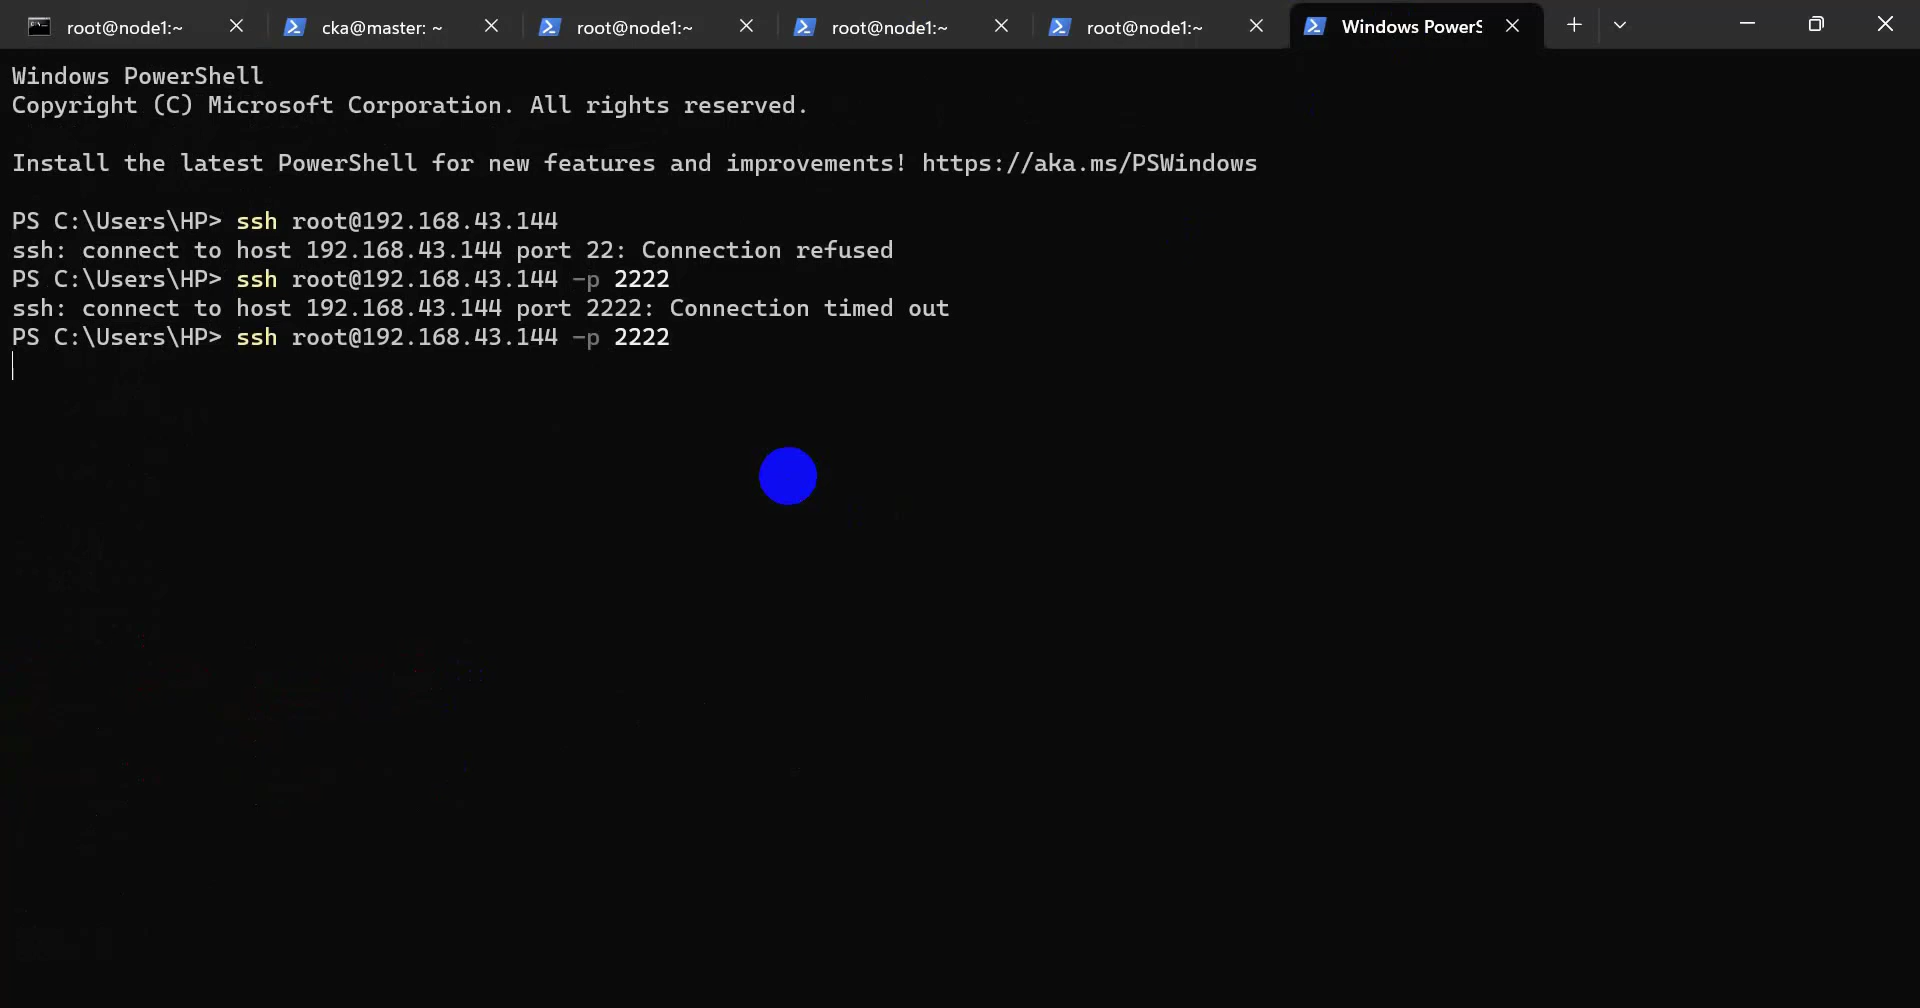 root@node1:~
cka@master: ~
root@node1:~
root@node1:~
root@node1:~
Windows PowerS
Windows PowerShell
Copyright (C) Microsoft Corporation. All rights reserved.
Install the latest PowerShell for new features and improvements! https://aka.ms/PSWindows
PS C:\Users\HP> ssh root@192.168.43.144
ssh: connect to host 192.168.43.144 port 22: Connection refused
PS C:\Users\HP> ssh root@192.168.43.144 -p 2222
ssh: connect to host 192.168.43.144 port 2222: Connection timed out
PS C:\Users\HP> ssh root@192.168.43.144 -p 2222